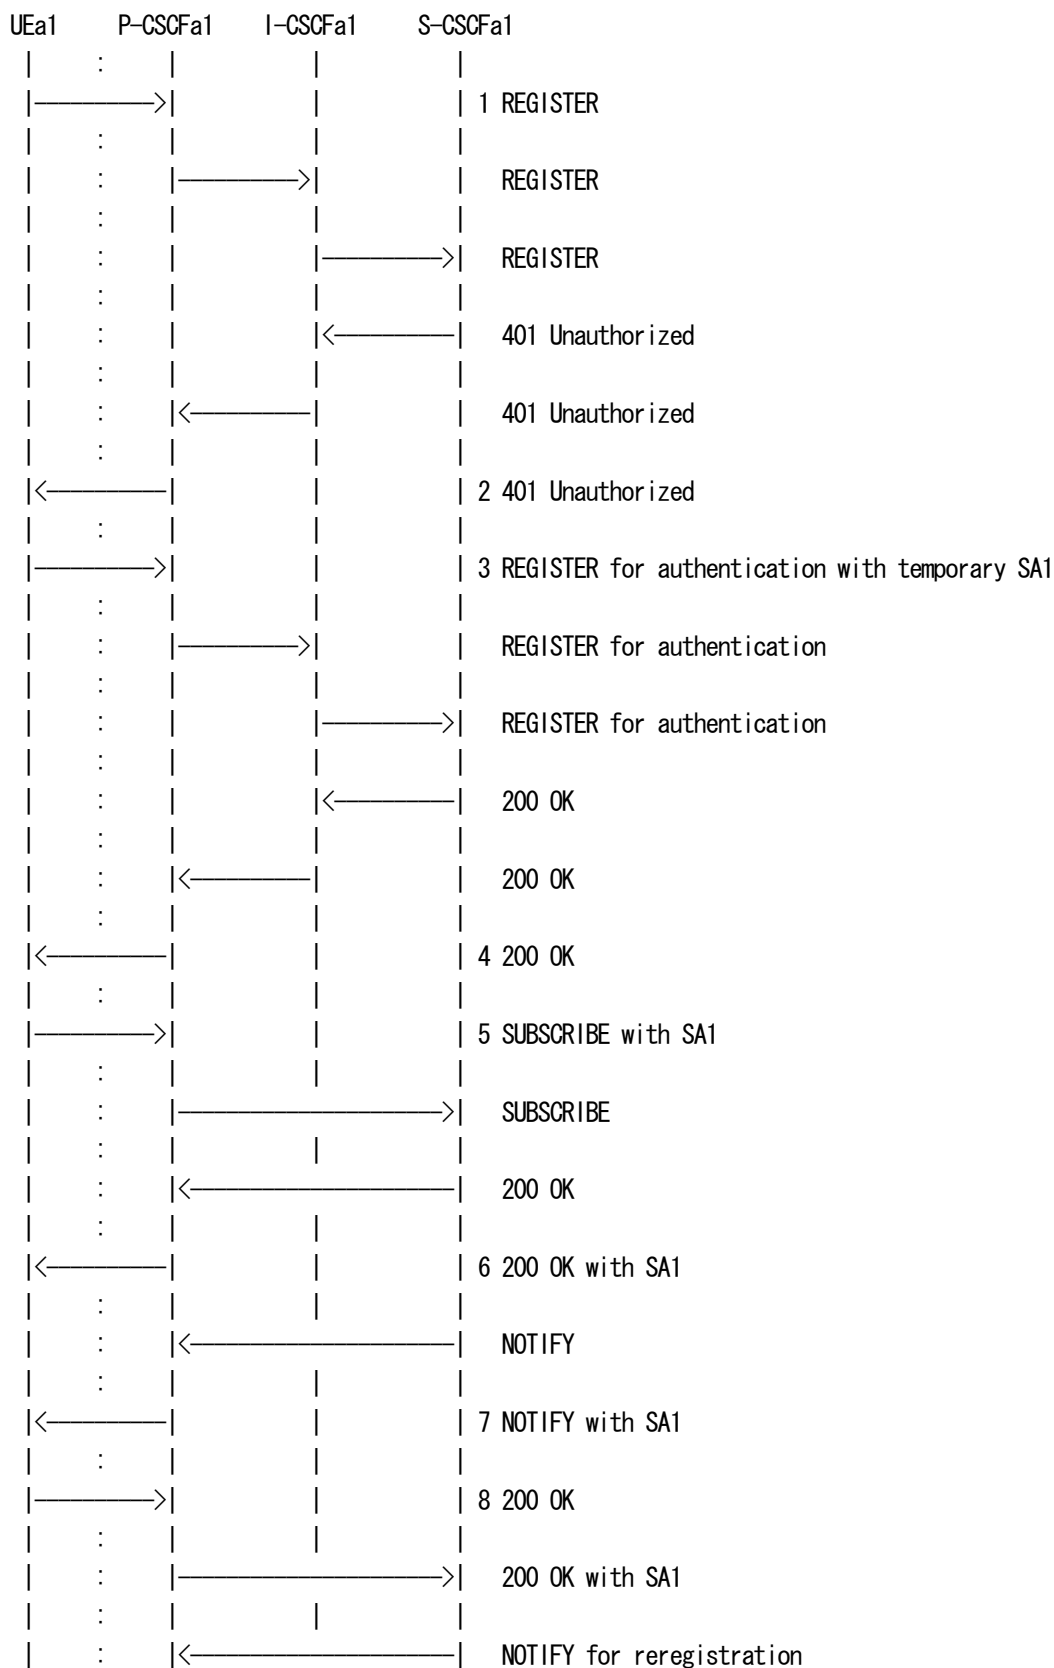 UEa1 P-CSCFa1 I-CSCFa1 S-CSCFa1
1 REGISTER
REGISTER
REGISTER
401 Unauthorized
401 Unauthorized
2 401 Unauthorized
3 REGISTER for authentication with temporary SA1
REGISTER for authentication
REGISTER for authentication
200 OK
200 OK
4 200 OK
5 SUBSCRIBE with SA1
SUBSCRIBE
200 OK
6 200 OK with SA1
NOTIFY
7 NOTIFY with SA1
8 200 OK
200 OK with SA1
NOTIFY for reregistration